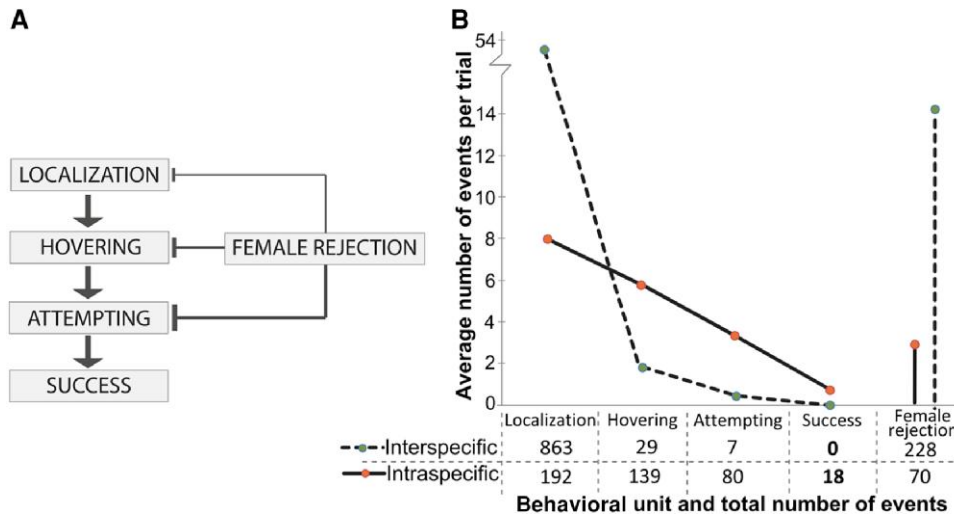 A
LOCALIZATION
HOVERING
FEMALE REJECTION
ATTEMPTING
SUCCESS
B
Average number of events per trial
54
14
12
10
8
6
4
2
0
Localization Hovering Attempting Success Female rejection
Interspecific 863 29 7 0 228
Intraspecific 192 139 80 18 70
Behavioral unit and total number of events